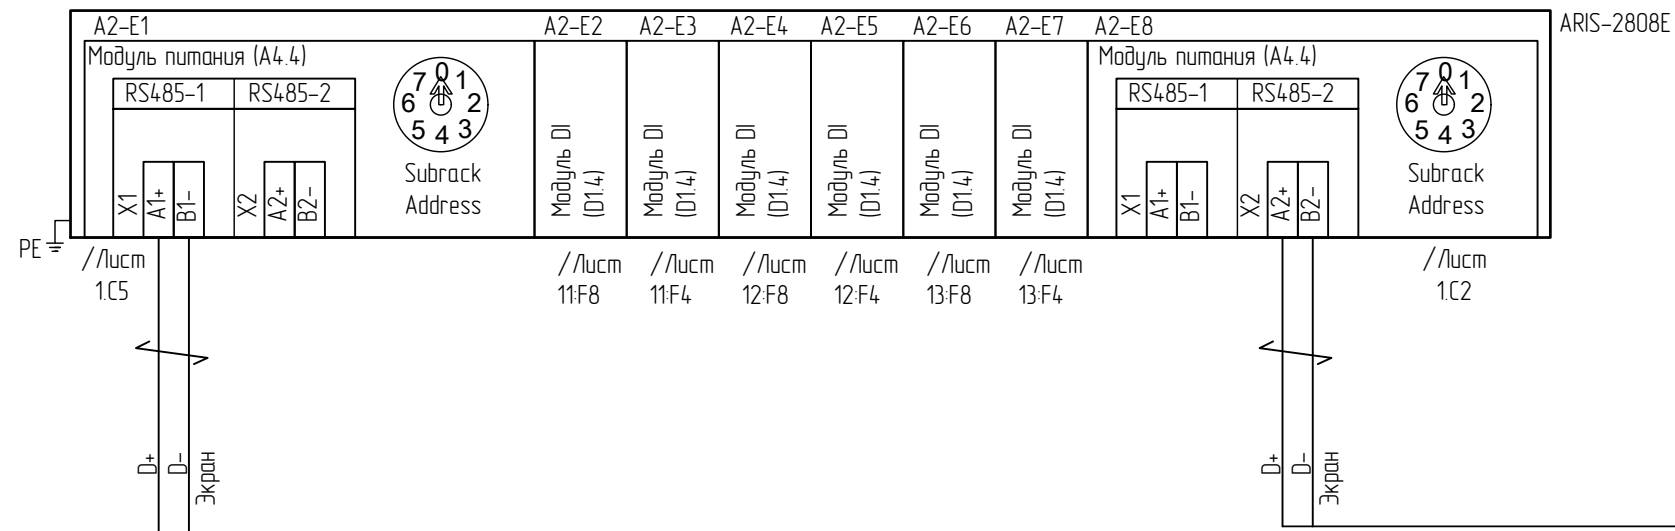 A2-E1
A2-E2
A2-E3
A2-E4
A2-E5
A2-E6
A2-E7
A2-E8
ARIS-2808E
Модуль питания (А4.4)
RS485-1
RS485-2
X1
A1+
B1-
X2
A2+
B2-
0
1
2
3
4
5
6
7
Subrack
Address
Модуль DI
(D1.4)
Модуль DI
(D1.4)
Модуль DI
(D1.4)
Модуль DI
(D1.4)
Модуль DI
(D1.4)
Модуль DI
(D1.4)
Модуль питания (А4.4)
RS485-1
RS485-2
X1
A1+
B1-
X2
A2+
B2-
0
1
2
3
4
5
6
7
Subrack
Address
PE
/Лист
1.C5
/Лист
11:F8
/Лист
11:F4
/Лист
12:F8
/Лист
12:F4
/Лист
13:F8
/Лист
13:F4
/Лист
1.C2
D+
D-
Экран
D+
D-
Экран